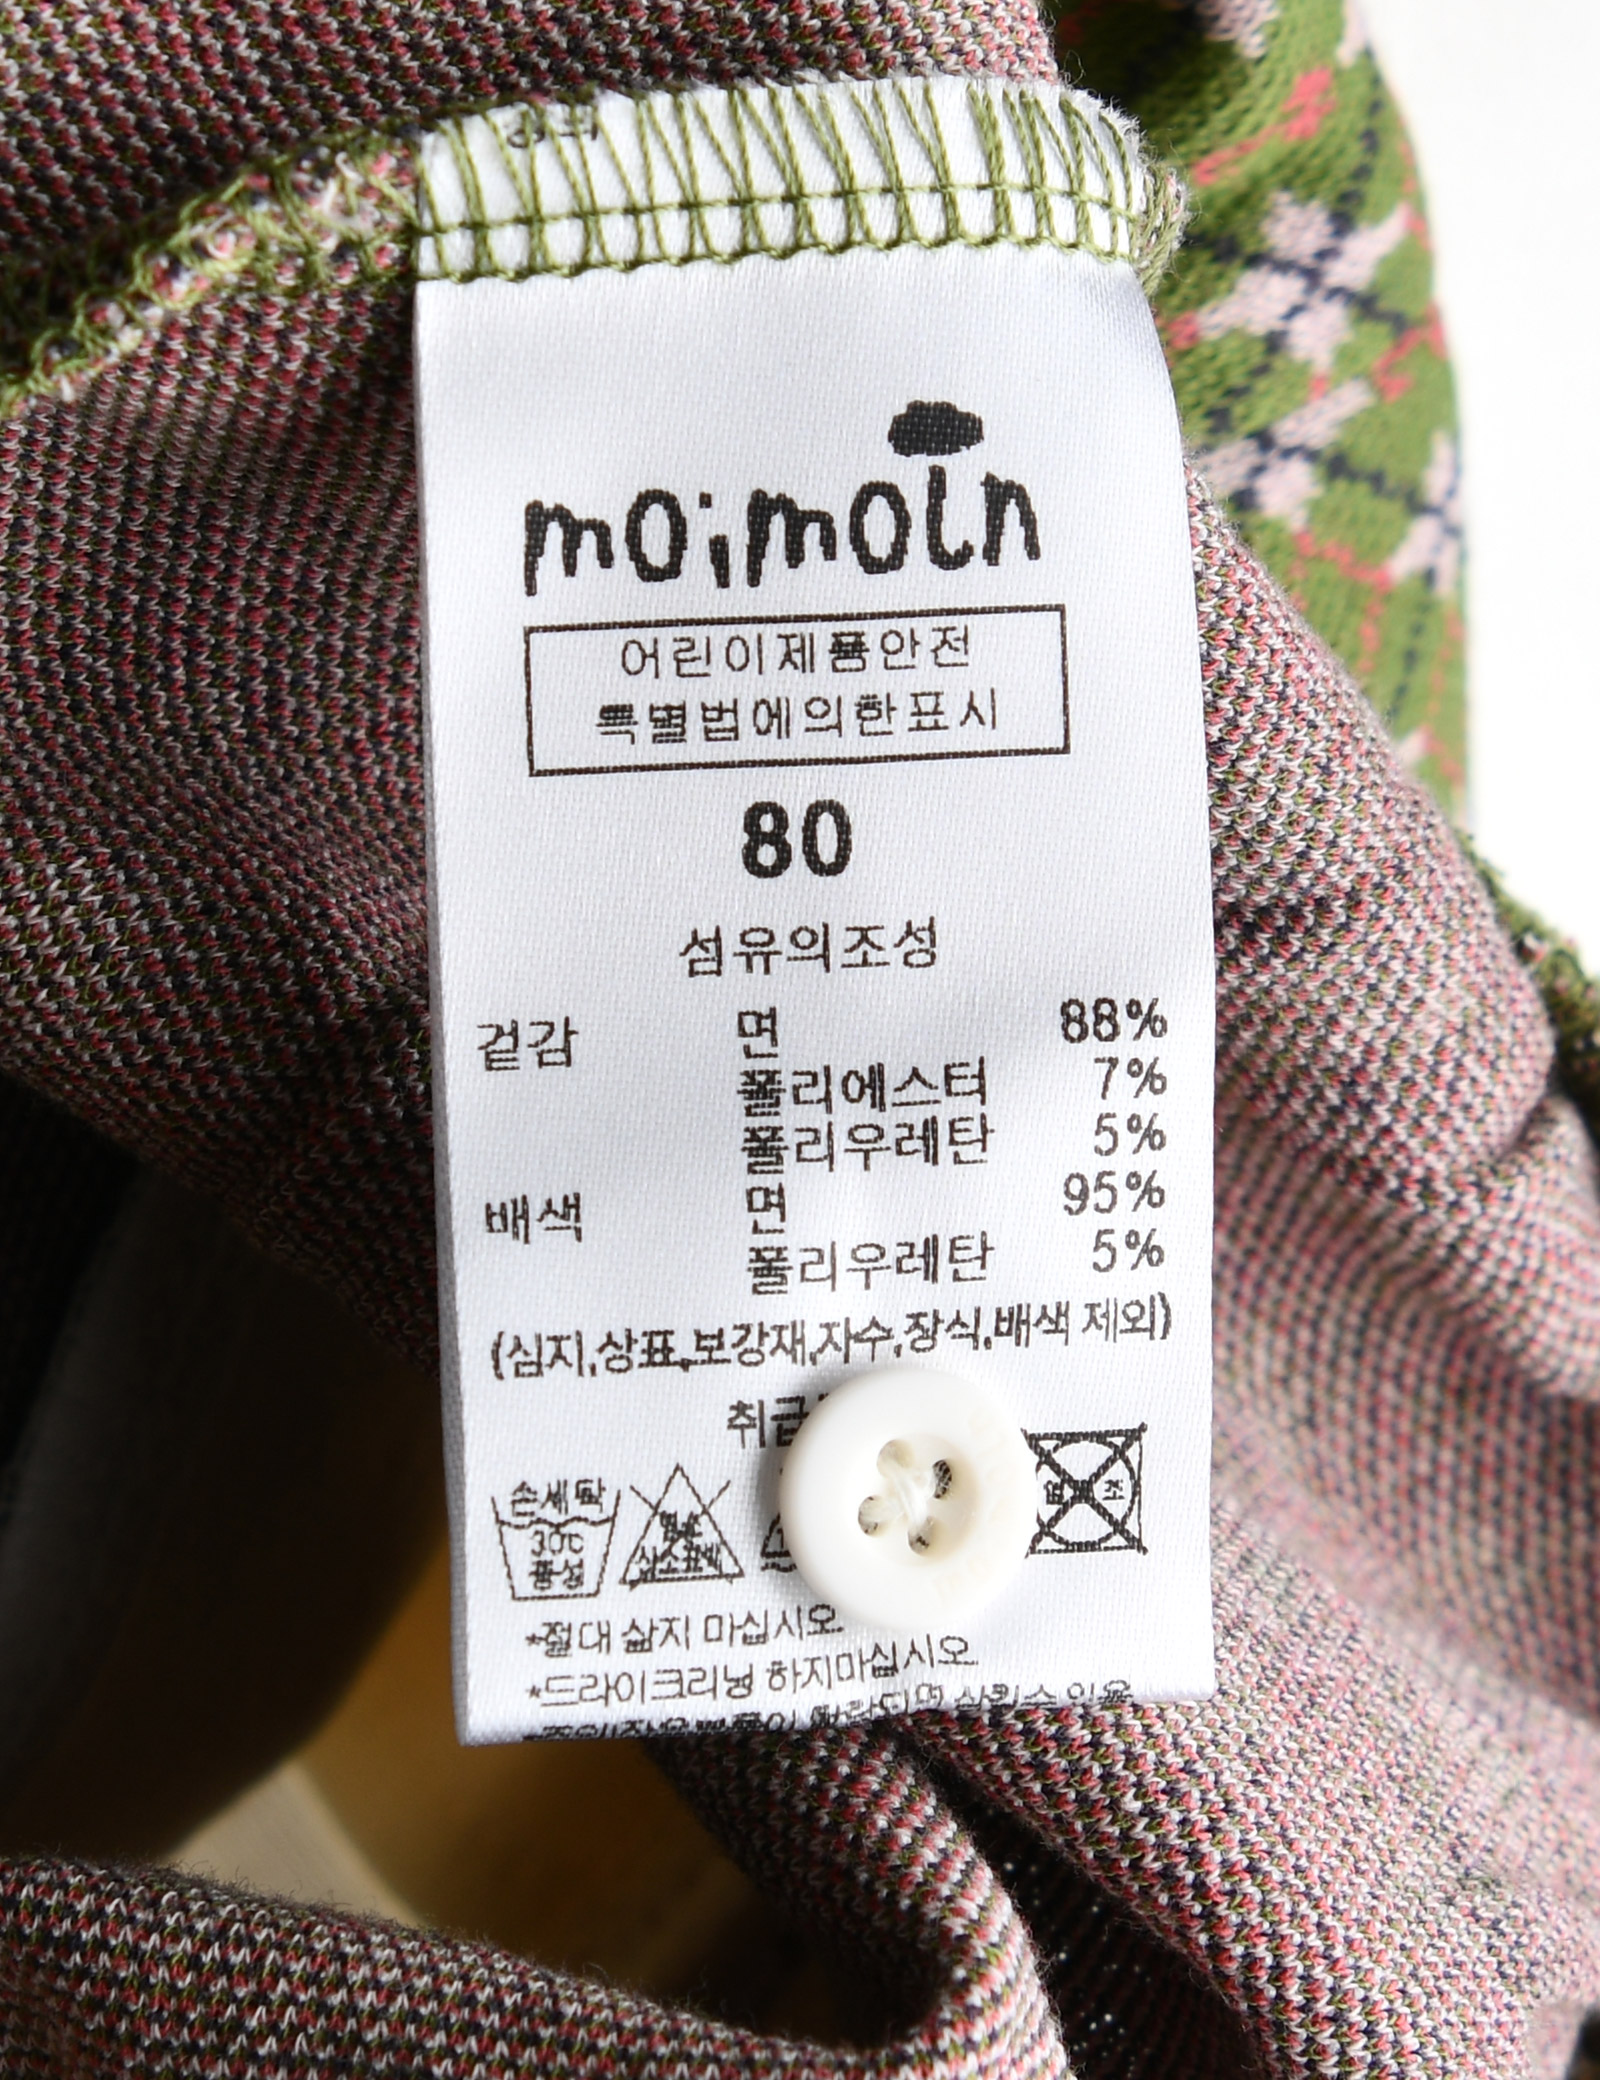 moimoln
어린이제품안전
특별법에의한표시
80
섬유의조성
겉감 면 88%
폴리에스터 7%
폴리우레탄 5%
배색 면 95%
폴리우레탄 5%
(심지,상표,보강재,자수,장식,배색 제외)
취급
손세탁
30℃
중성
*절대 삶지 마십시오.
*드라이크리닝 하지마십시오.